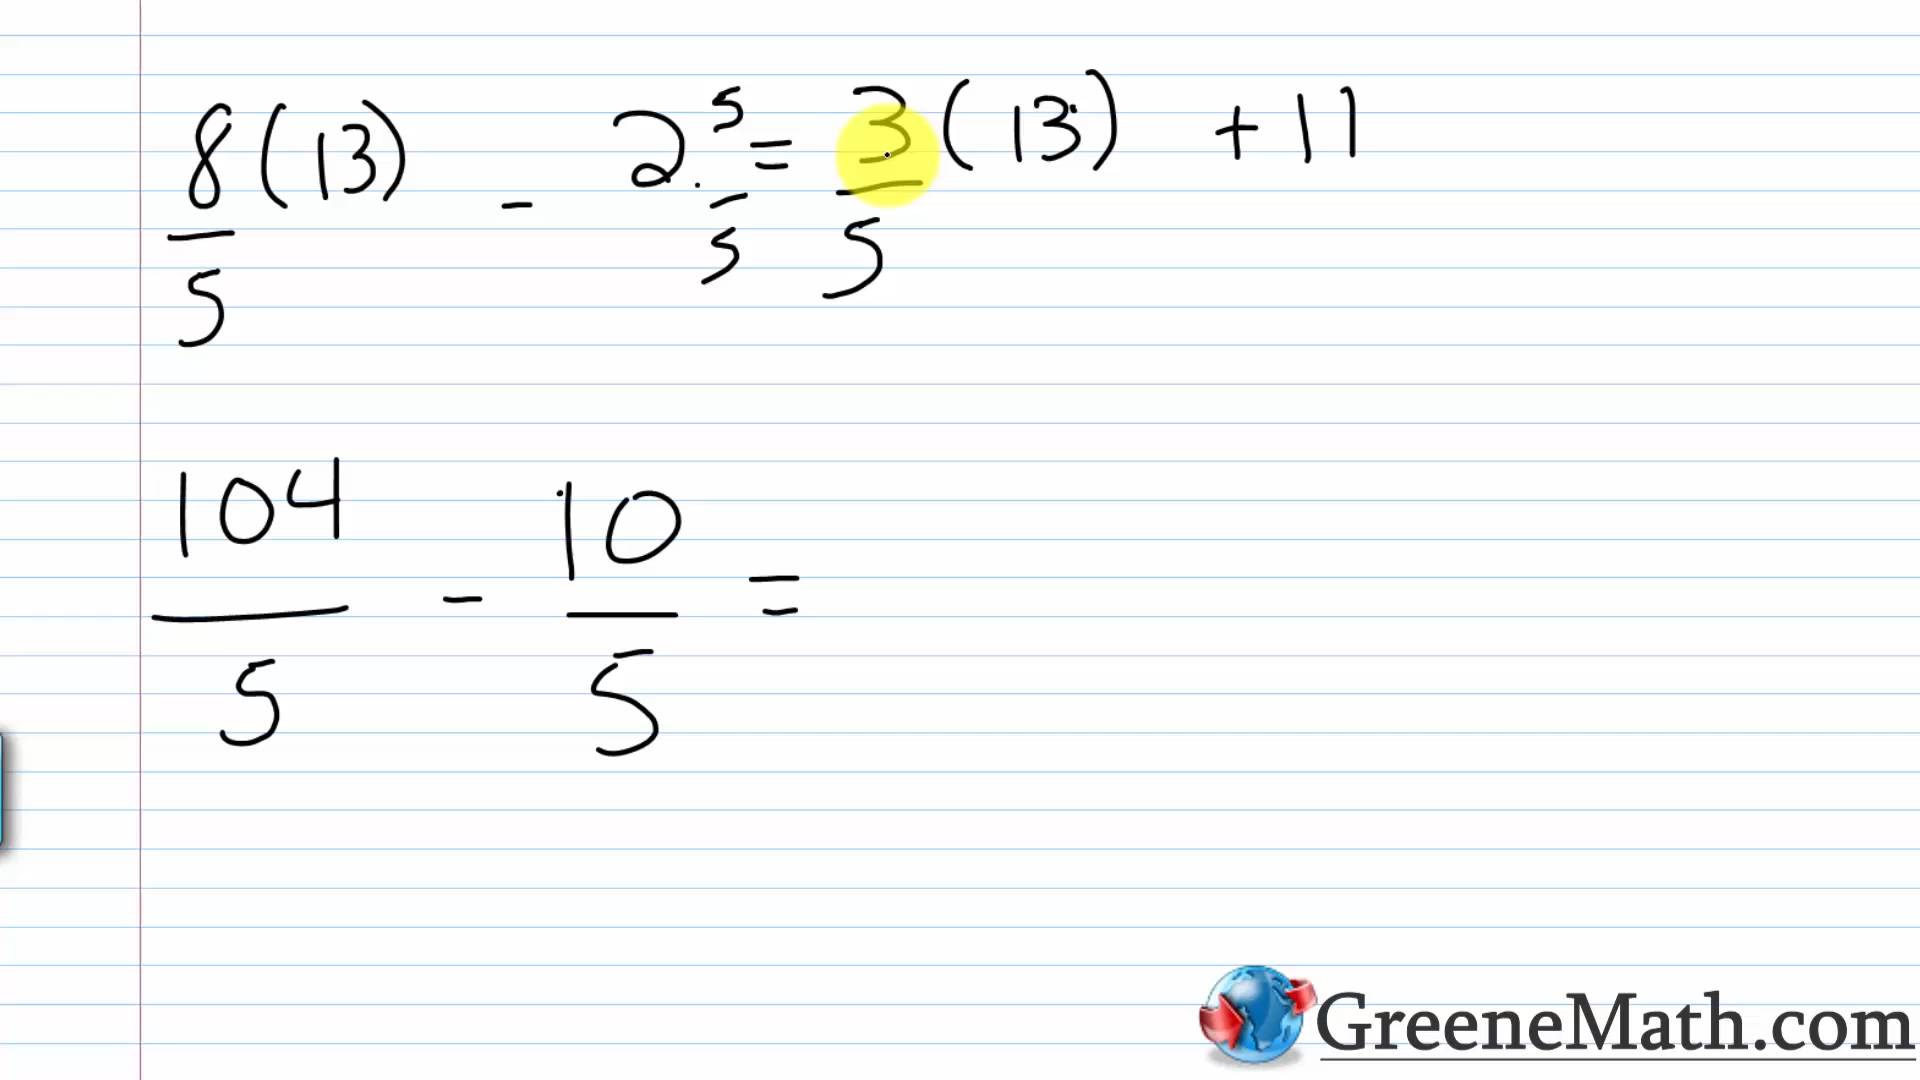 8/5 (13) - 2 · 5/5 = 3/5 (13) + 11
104/5 - 10/5 =
GreeneMath.com